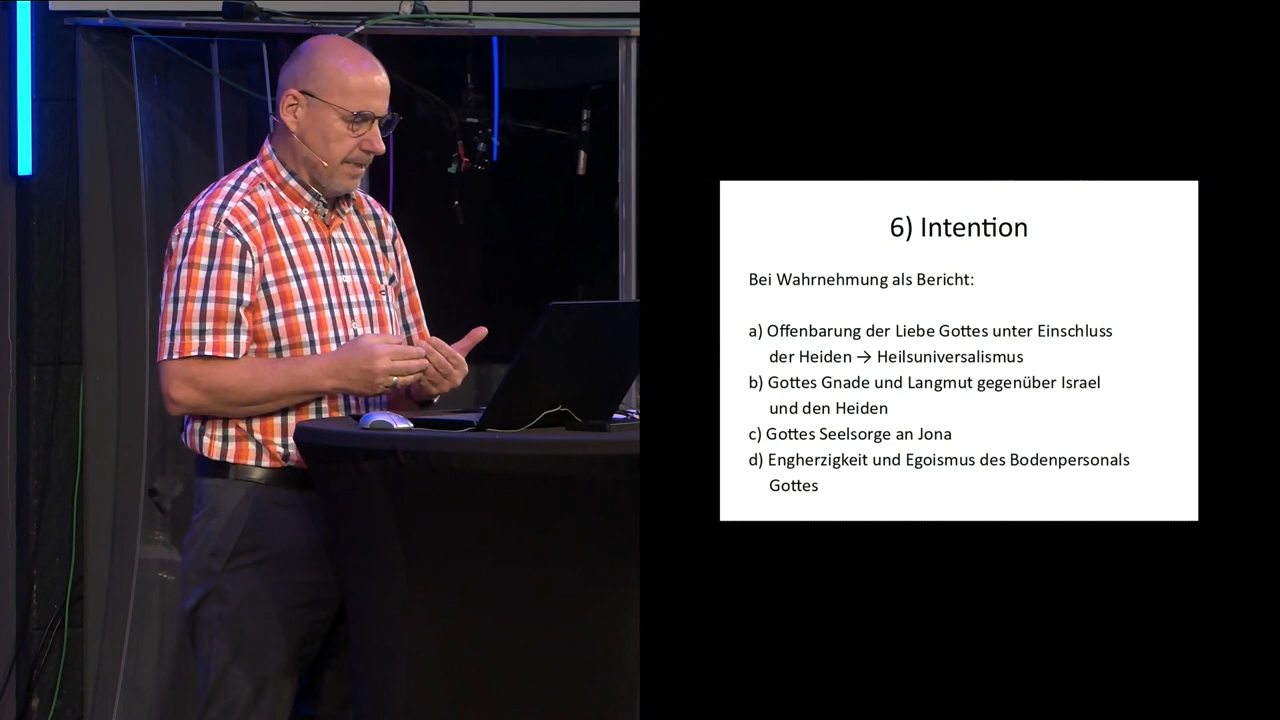 6) Intention
Bei Wahrnehmung als Bericht:
a) Offenbarung der Liebe Gottes unter Einschluss
der Heiden → Heilsuniversalismus
b) Gottes Gnade und Langmut gegenüber Israel
und den Heiden
c) Gottes Seelsorge an Jona
d) Engherzigkeit und Egoismus des Bodenpersonals
Gottes